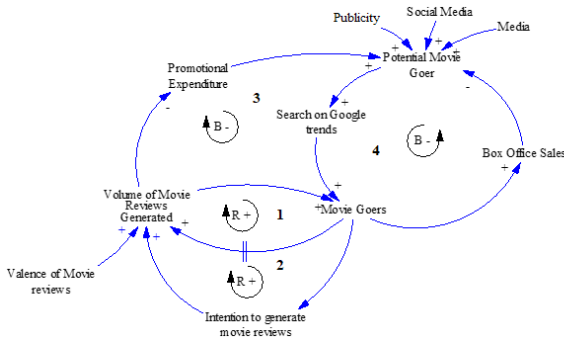 Publicity
Social Media
Media
+
+
+
+
+
Potential Movie
Goer
Promotional
Expenditure
-
3
B -
Search on Google
trends
+
4
B -
-
Box Office Sales
+
Volume of Movie
Reviews
Generated
+
+
+
R +
1
+
+
Movie Goers
2
R +
Valence of Movie
reviews
Intention to generate
movie reviews